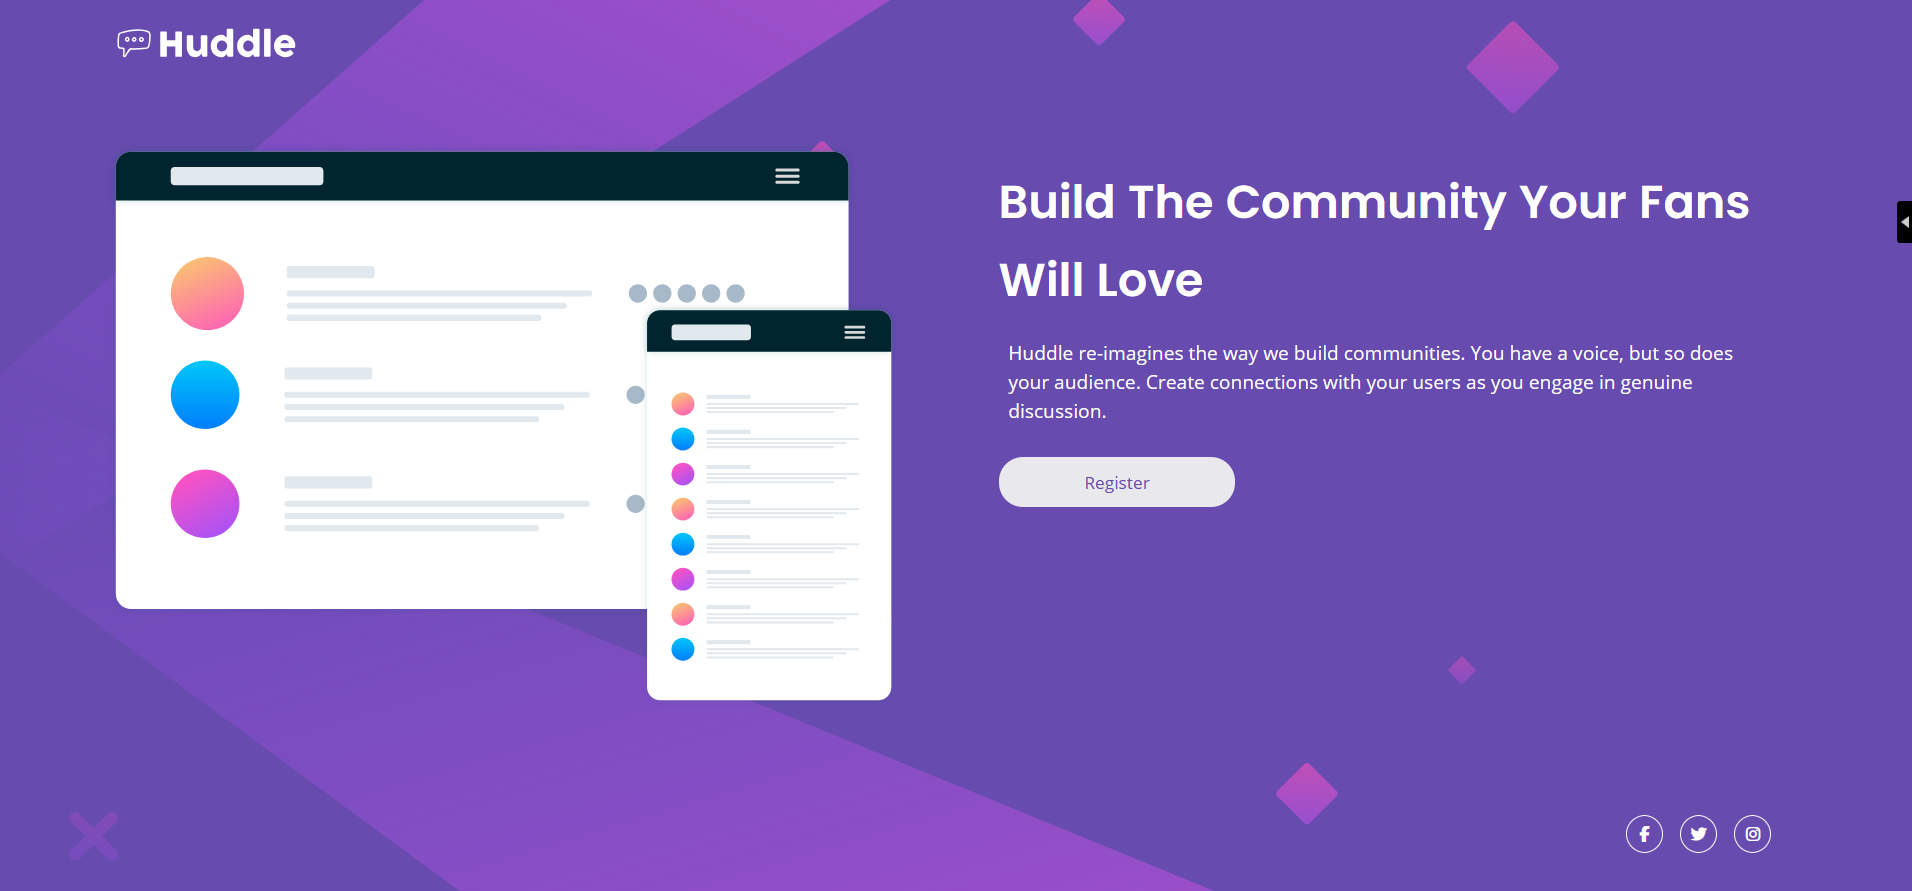 Huddle
Build The Community Your Fans
Will Love
Huddle re-imagines the way we build communities. You have a voice, but so does
your audience. Create connections with your users as you engage in genuine
discussion.
Register